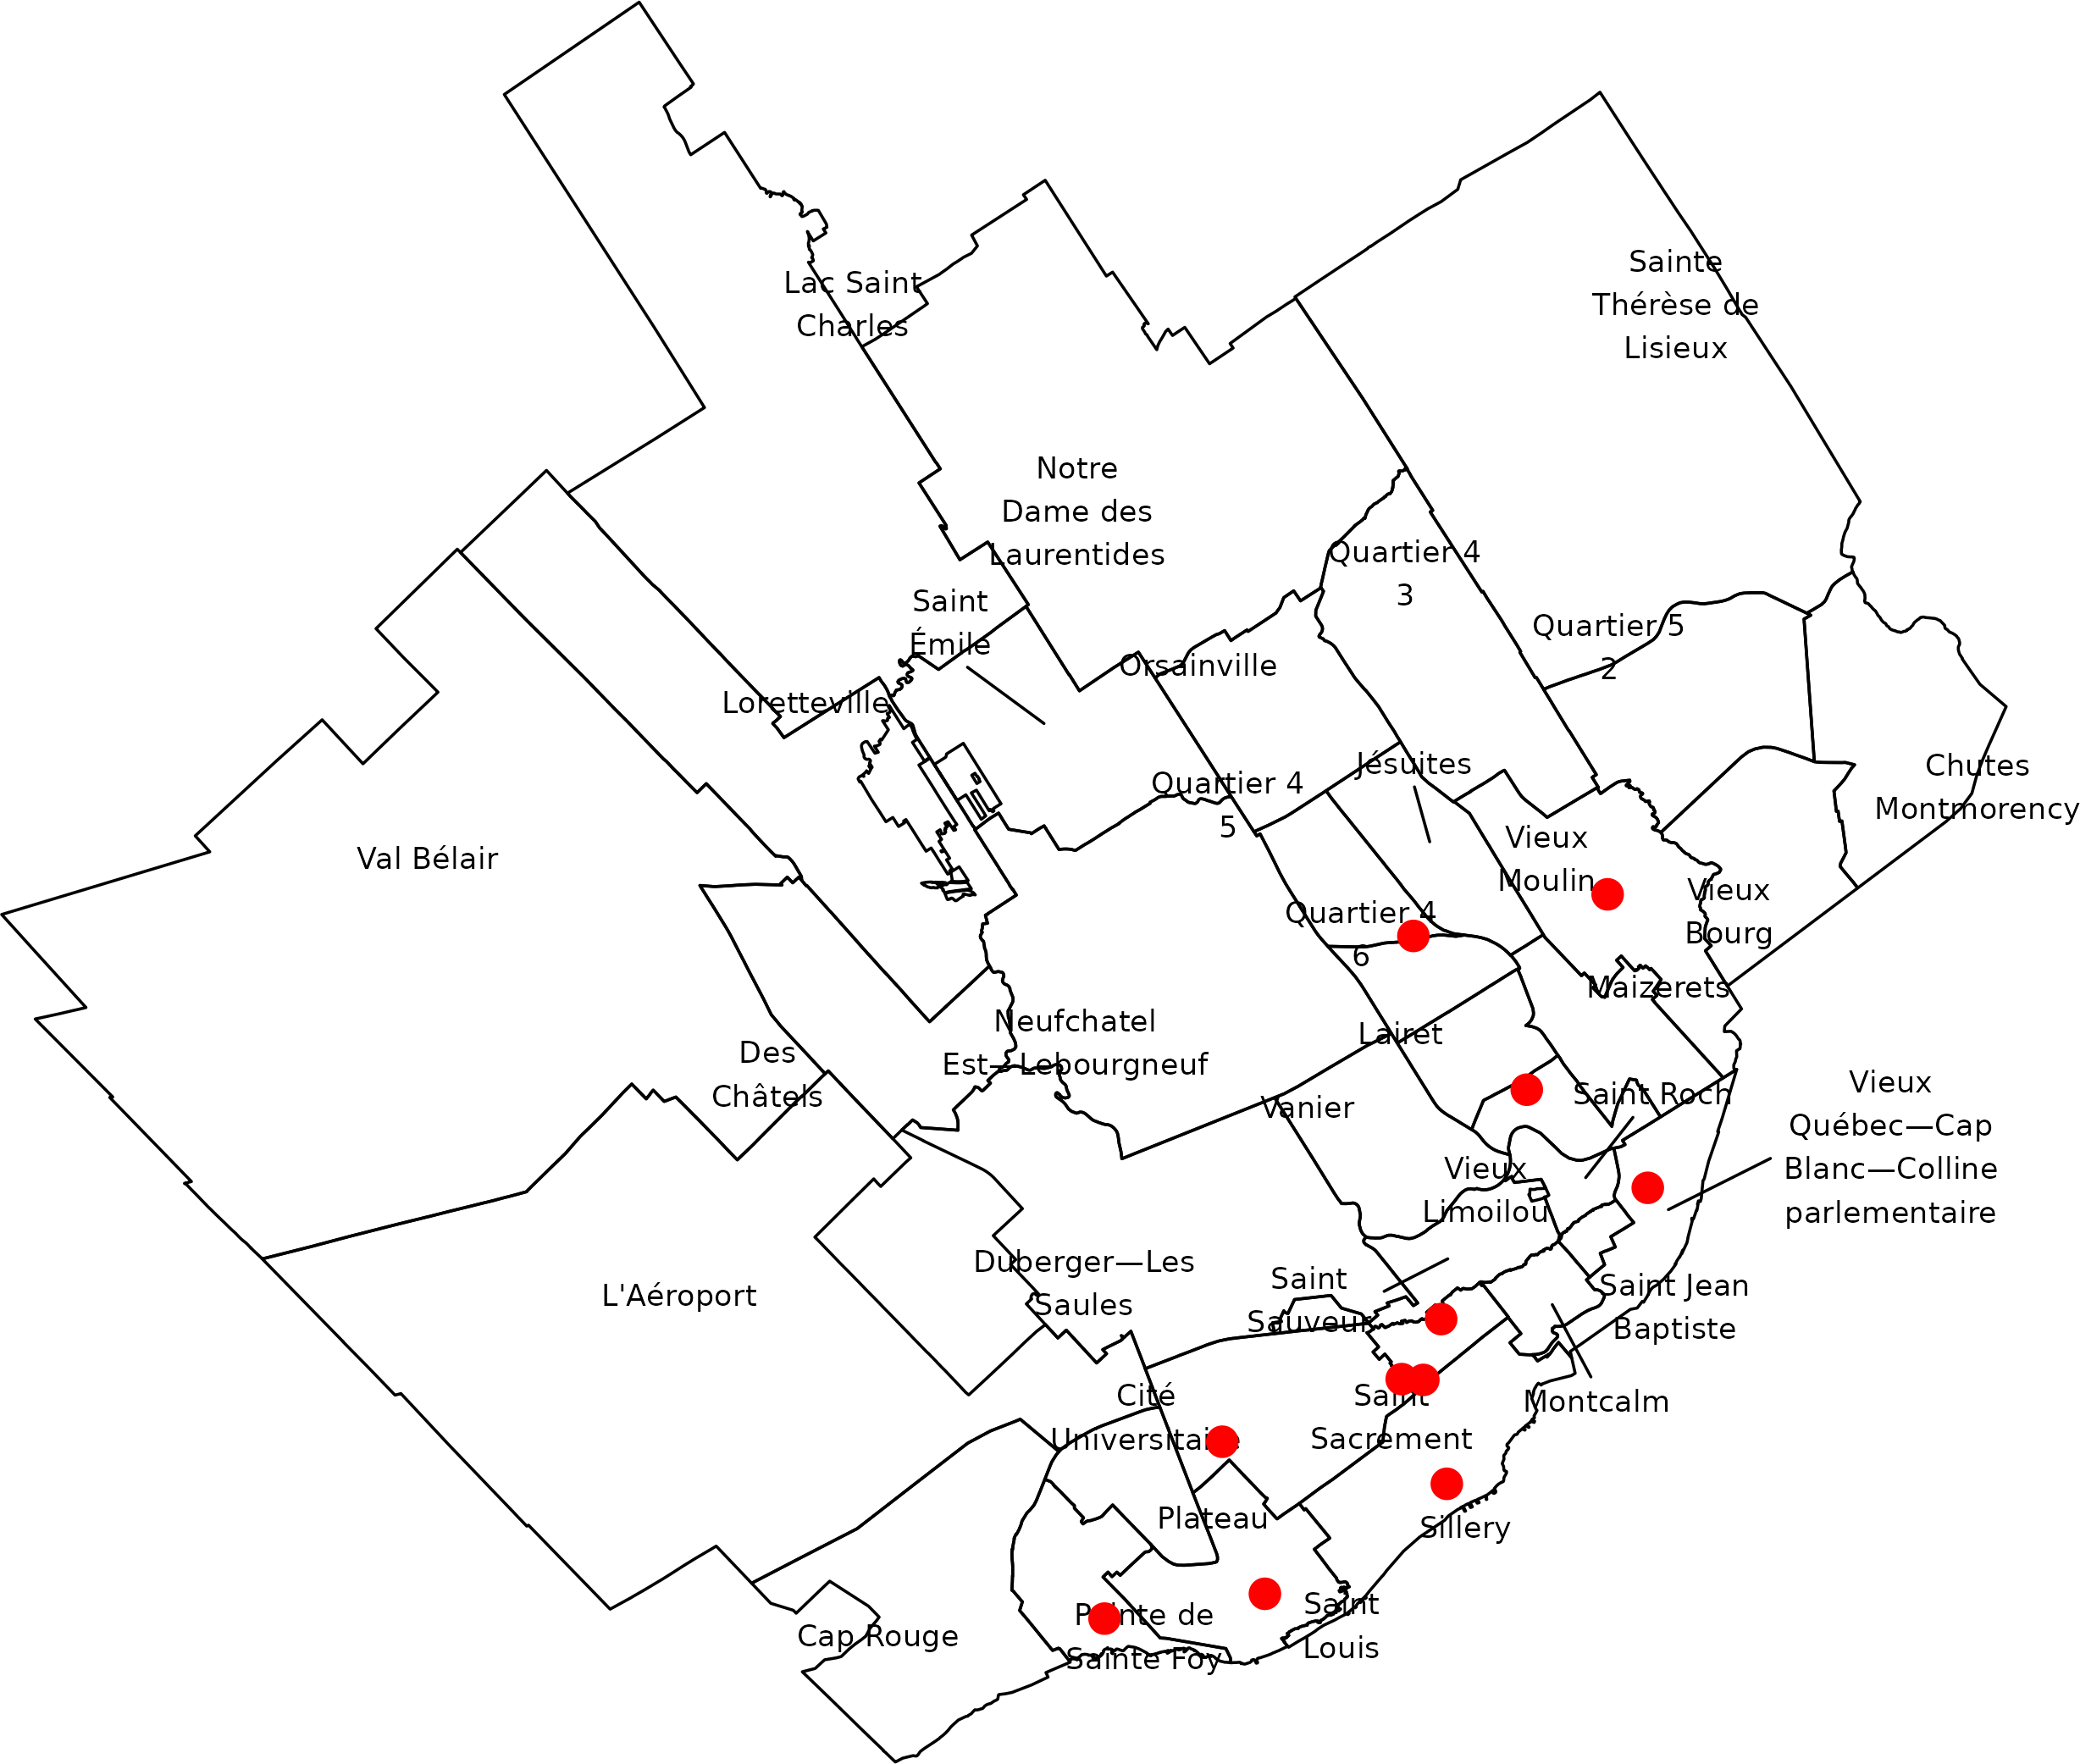 Sainte
Thérèse de
Lisieux
Lac Saint
Charles
Notre
Dame des
Laurentides
Quartier 4
3
Saint
Émile
Quartier 5
2
Orsainville
Loretteville
Jésuites
Quartier 4
5
Chutes
Montmorency
Vieux
Moulin
Val Bélair
Vieux
Bourg
Quartier 4
6
Maizerets
Neufchatel
Est—Lebourgneuf
Lairet
Des
Châtels
Vanier
Saint Roch
Vieux
Québec—Cap
Blanc—Colline
parlementaire
Vieux
Limoilou
Duberger—Les
Saules
L'Aéroport
Saint
Sauveur
Saint Jean
Baptiste
Cité
Universitaire
Saint
Sacrement
Montcalm
Plateau
Sillery
Pointe de
Sainte Foy
Saint
Louis
Cap Rouge